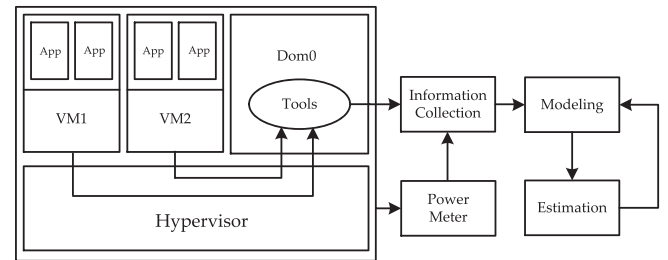 App App
App App
Dom0
Tools
VM1
VM2
Hypervisor
Information
Collection
Modeling
Power
Meter
Estimation